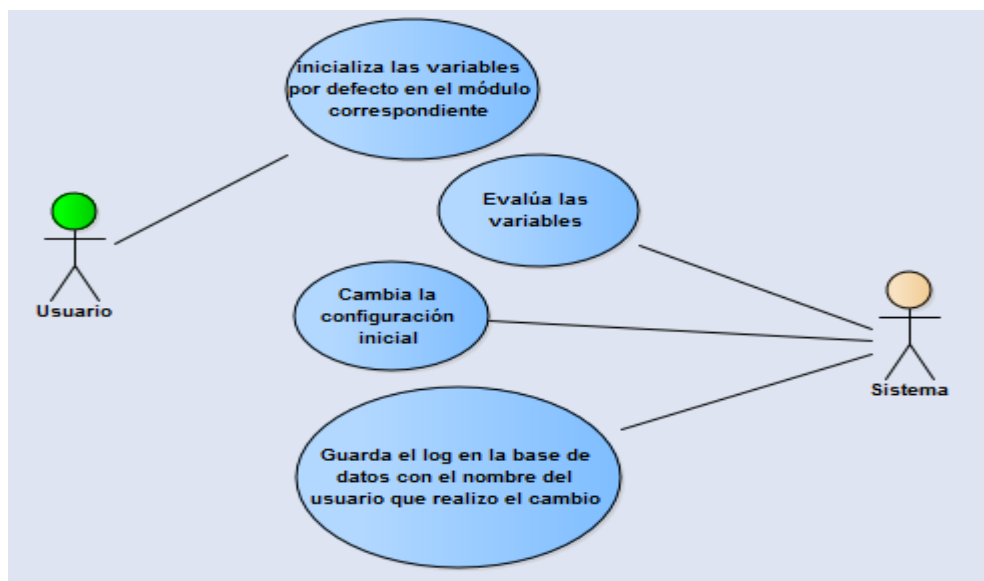 inicializa las variables
por defecto en el módulo
correspondiente
Evalúa las
variables
Usuario
Cambia la
configuración
inicial
Sistema
Guarda el log en la base de
datos con el nombre del
usuario que realizo el cambio